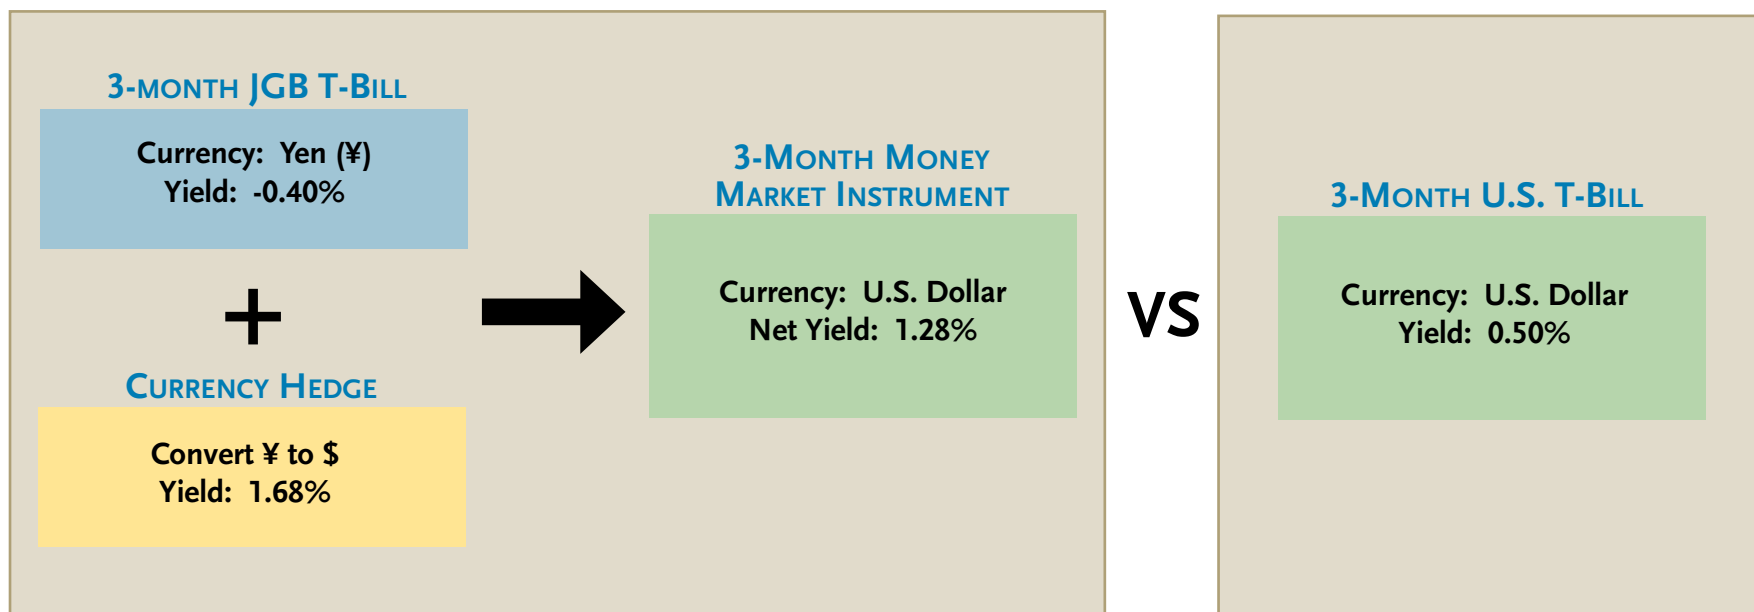 3-month JGB T-Bill
Currency: Yen (¥)
Yield: -0.40%
+
Currency Hedge
Convert ¥ to $
Yield: 1.68%
3-Month Money
Market Instrument
Currency: U.S. Dollar
Net Yield: 1.28%
VS
3-Month U.S. T-Bill
Currency: U.S. Dollar
Yield: 0.50%